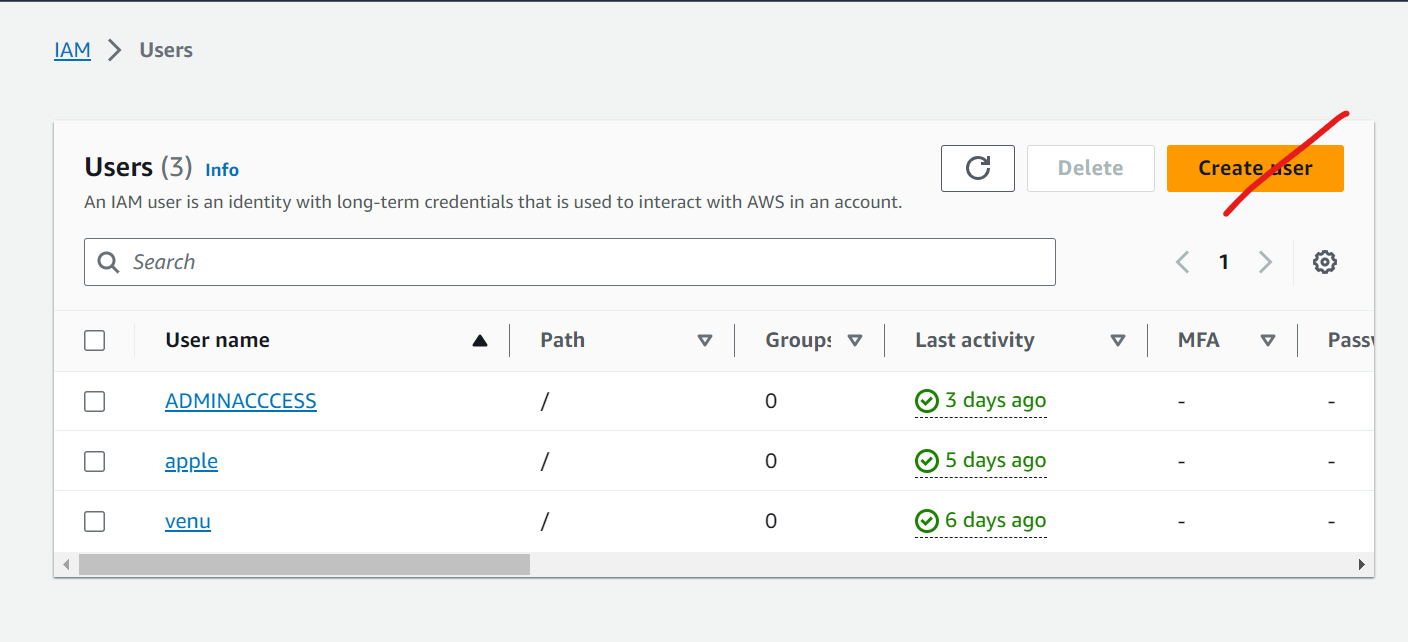 IAM > Users
Users (3) Info
Delete
Create user
An IAM user is an identity with long-term credentials that is used to interact with AWS in an account.
Search
1
User name Path Groups Last activity MFA Passw
ADMINACCCESS / 0 3 days ago - -
apple / 0 5 days ago - -
venu / 0 6 days ago - -